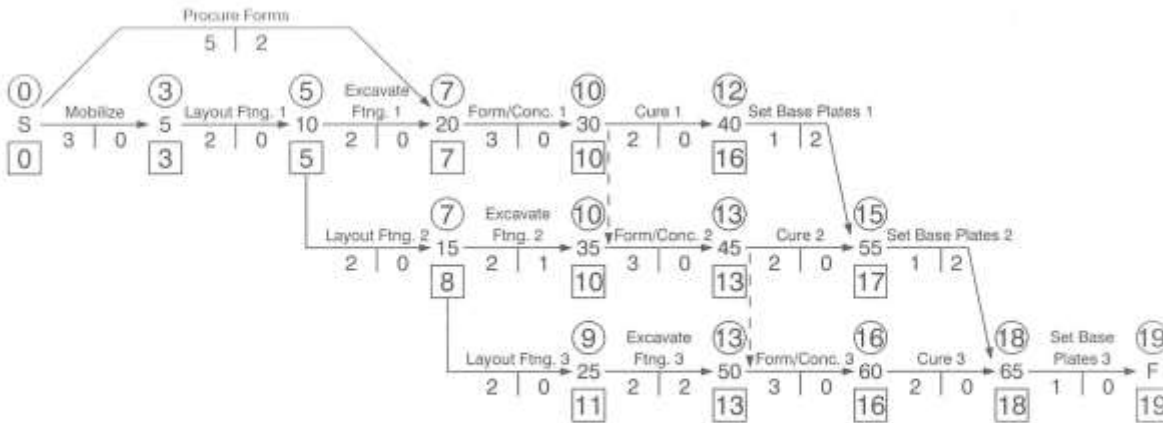 Procure Forms
5 2
Excavate
0 3 5 7 10 12
Mobilize Layout Ftng. 1 Ftng. 1 Form/Conc. 1 Cure 1 Set Base Plates 1
S 5 10 20 30 40
3 0 2 0 2 0 3 0 2 0 1 2
0 3 5 7 10 16
7 Excavate 10 13 15
Layout Ftng. 2 Ftng. 2 Form/Conc. 2 Cure 2 Set Base Plates 2
15 35 45 55
2 0 2 1 3 0 2 0 1 2
8 10 13 17
9 Excavate 13 16 18 Set Base 19
Layout Ftng. 3 Ftng. 3 Form/Conc. 3 Cure 3 Plates 3
25 50 60 65 F
2 0 2 2 3 0 2 0 1 0
11 13 16 18 19